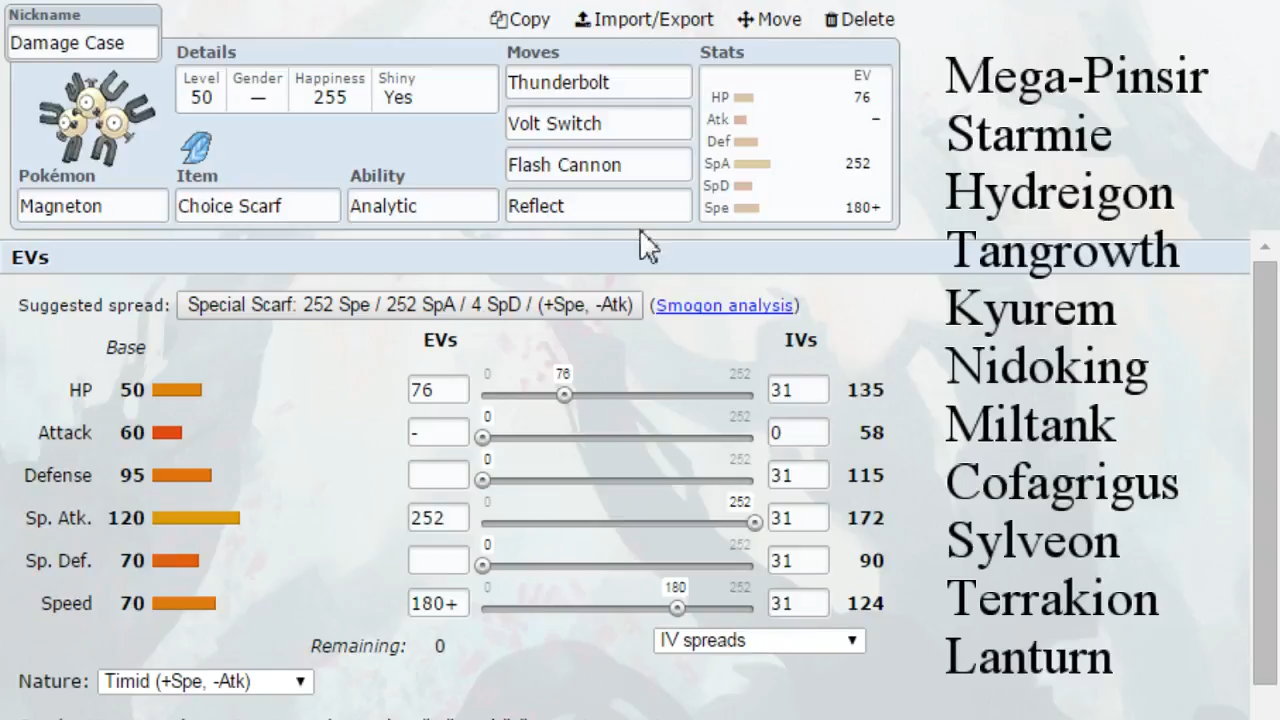 Nickname
Damage Case
Copy
Import/Export
Move
Delete
Details
Level
50
Gender
—
Happiness
255
Shiny
Yes
Pokémon
Magneton
Item
Choice Scarf
Ability
Analytic
Moves
Thunderbolt
Volt Switch
Flash Cannon
Reflect
Stats
EV
HP 76
Atk –
Def
SpA 252
SpD
Spe 180+
EVs
Suggested spread: Special Scarf: 252 Spe / 252 SpA / 4 SpD / (+Spe, -Atk) (Smogon analysis)
Base EVs IVs
HP 50 76 0 76 252 31 135
Attack 60 - 0 252 0 58
Defense 95 0 252 31 115
Sp. Atk. 120 252 0 252 31 172
Sp. Def. 70 0 252 31 90
Speed 70 180+ 0 180 252 31 124
Remaining: 0
IV spreads
Nature: Timid (+Spe, -Atk)
Mega-Pinsir
Starmie
Hydreigon
Tangrowth
Kyurem
Nidoking
Miltank
Cofagrigus
Sylveon
Terrakion
Lanturn